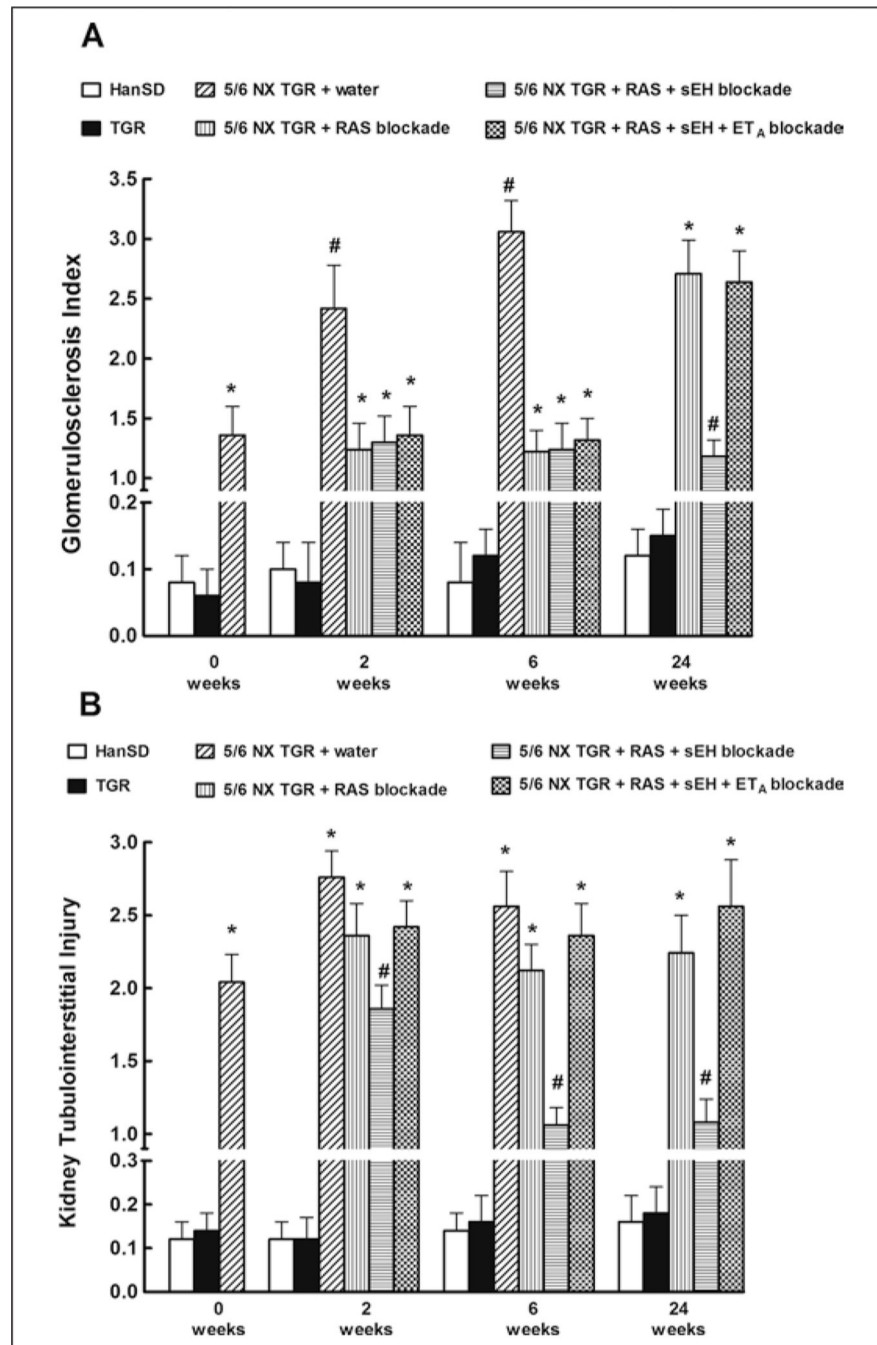 A
HanSD 5/6 NX TGR + water 5/6 NX TGR + RAS + sEH blockade
TGR 5/6 NX TGR + RAS blockade 5/6 NX TGR + RAS + sEH + ETA blockade
Glomerulosclerosis Index
3.5
3.0
2.5
2.0
1.5
1.0
0.2
0.1
0.0
*
#
* * *
#
* * *
*
#
*
0 2 6 24
weeks weeks weeks weeks
B
HanSD 5/6 NX TGR + water 5/6 NX TGR + RAS + sEH blockade
TGR 5/6 NX TGR + RAS blockade 5/6 NX TGR + RAS + sEH + ETA blockade
Kidney Tubulointerstitial Injury
3.0
2.5
2.0
1.5
1.0
0.3
0.2
0.1
0.0
*
*
*
#
*
*
*
#
*
*
#
*
0 2 6 24
weeks weeks weeks weeks